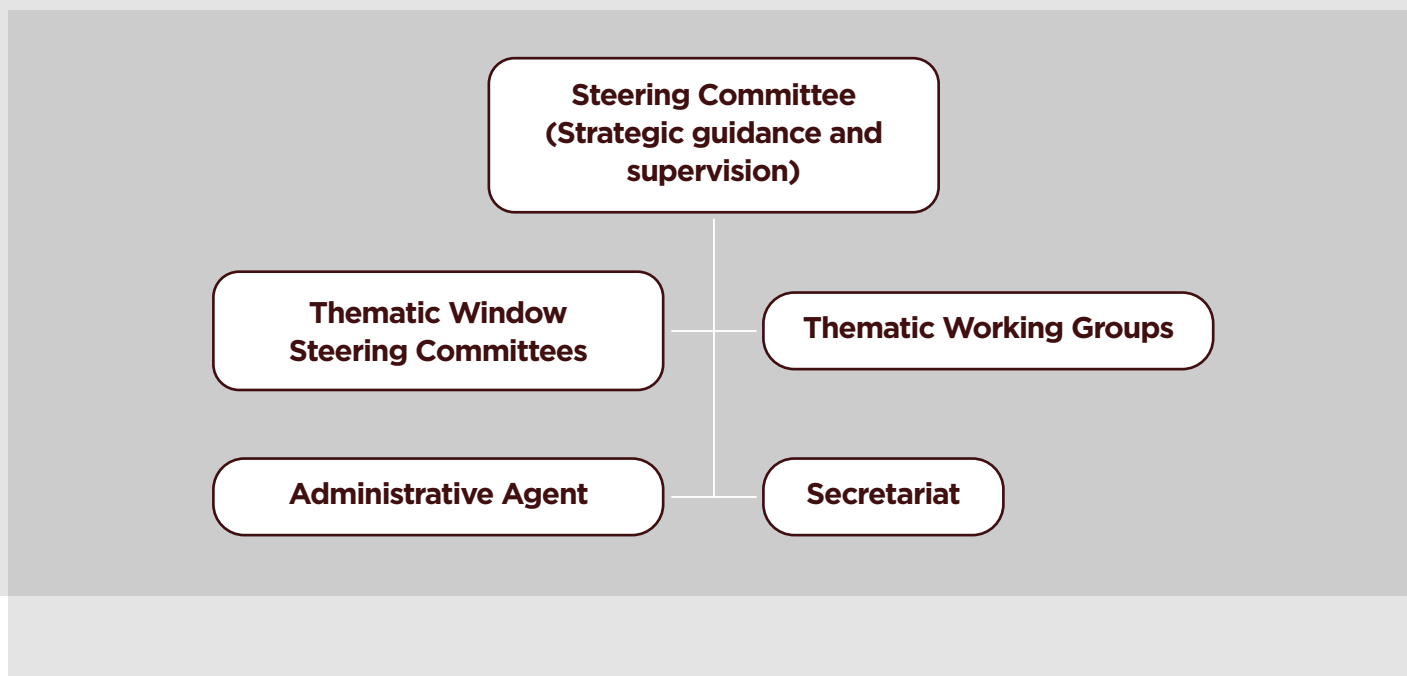 Steering Committee
(Strategic guidance and
supervision)
Thematic Window
Steering Committees
Thematic Working Groups
Administrative Agent
Secretariat